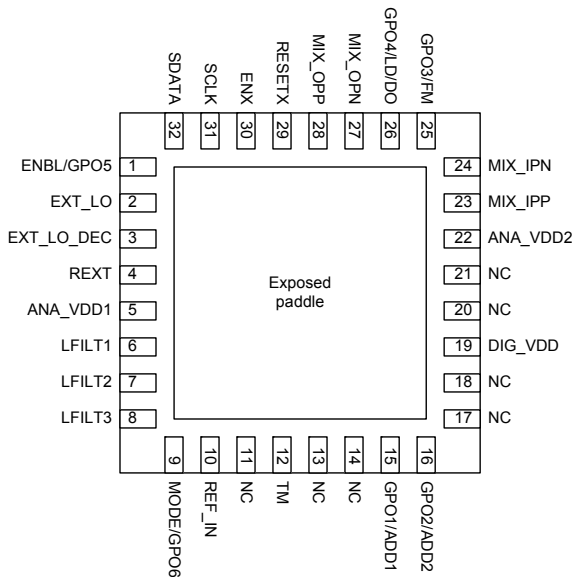 SDATA
SCLK
ENX
RESETX
MIX_OPP
MIX_OPN
GPO4/LD/DO
GPO3/FM
32
31
30
29
28
27
26
25
ENBL/GPO5 1
EXT_LO 2
EXT_LO_DEC 3
REXT 4
ANA_VDD1 5
LFILT1 6
LFILT2 7
LFILT3 8
Exposed
paddle
24 MIX_IPN
23 MIX_IPP
22 ANA_VDD2
21 NC
20 NC
19 DIG_VDD
18 NC
17 NC
9
10
11
12
13
14
15
16
MODE/GPO6
REF_IN
NC
TM
NC
NC
GPO1/ADD1
GPO2/ADD2